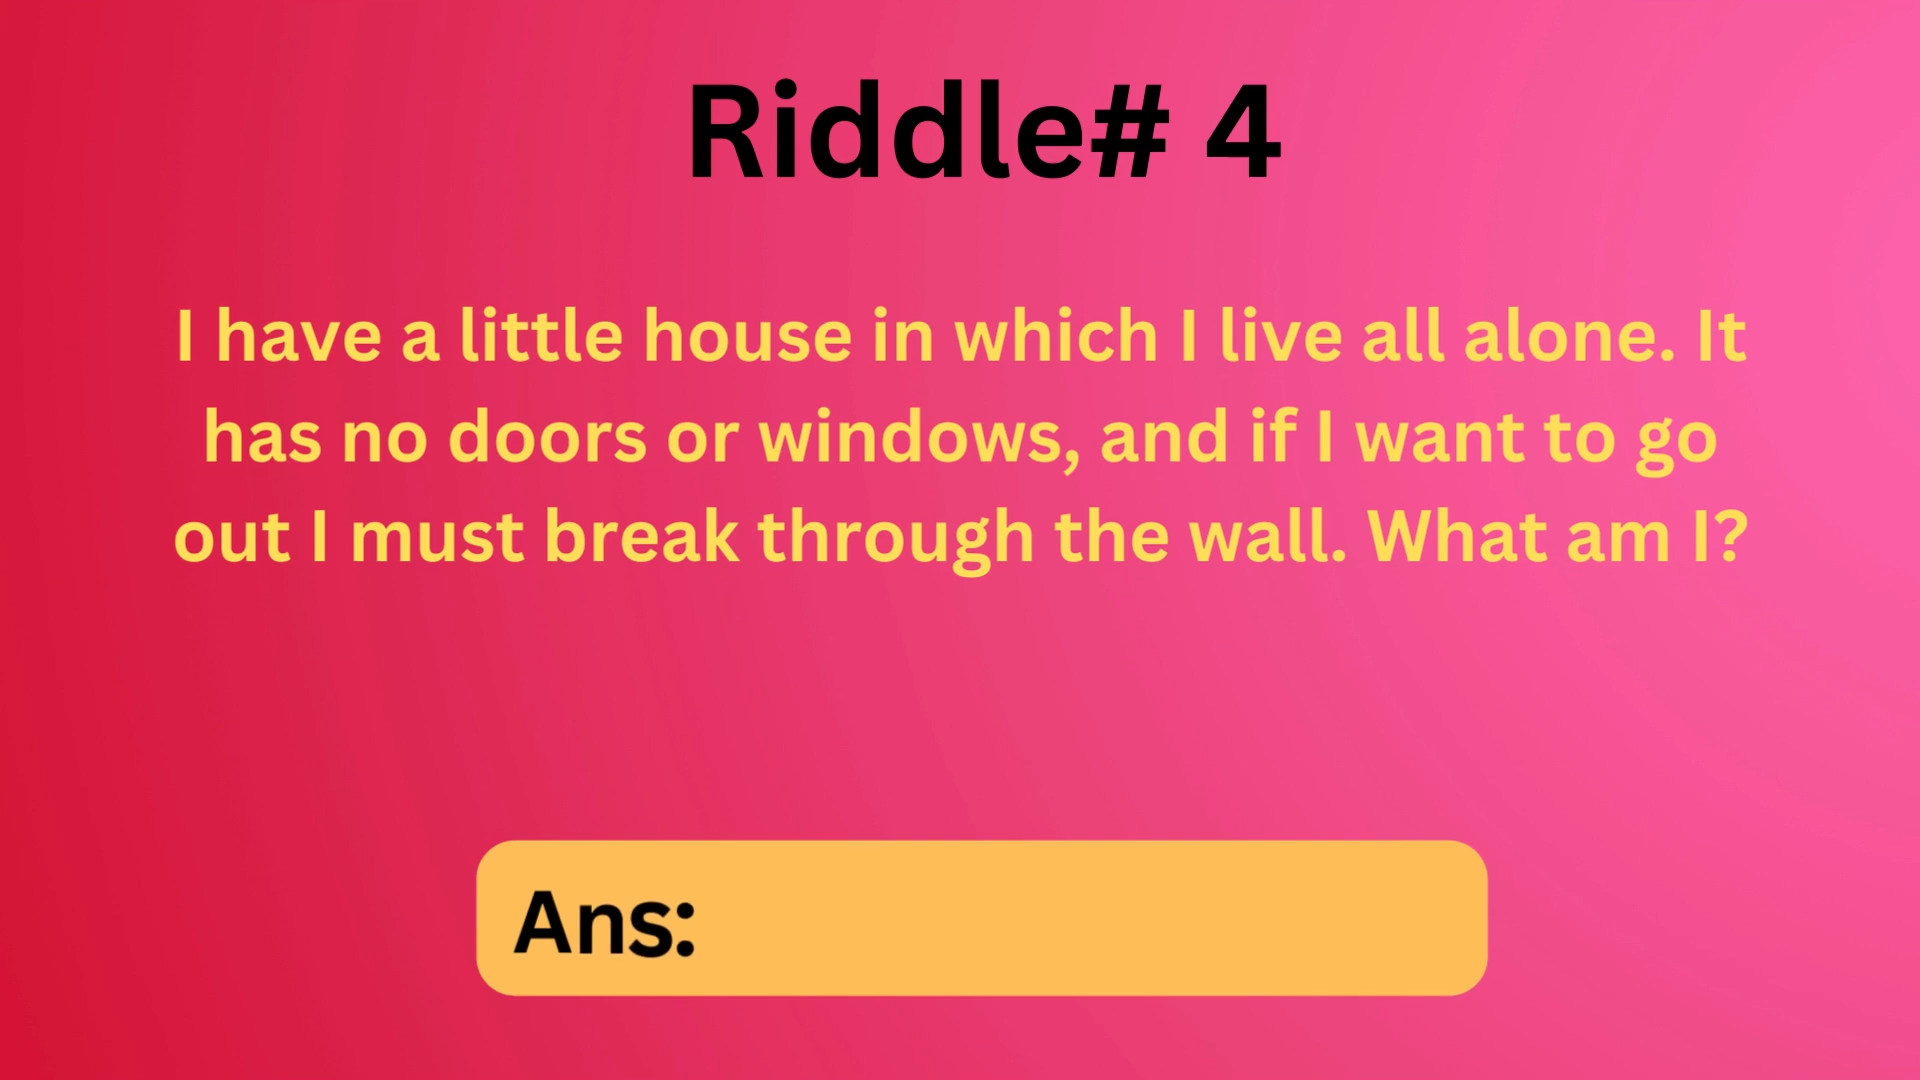 Riddle# 4
I have a little house in which I live all alone. It
has no doors or windows, and if I want to go
out I must break through the wall. What am I?
Ans: